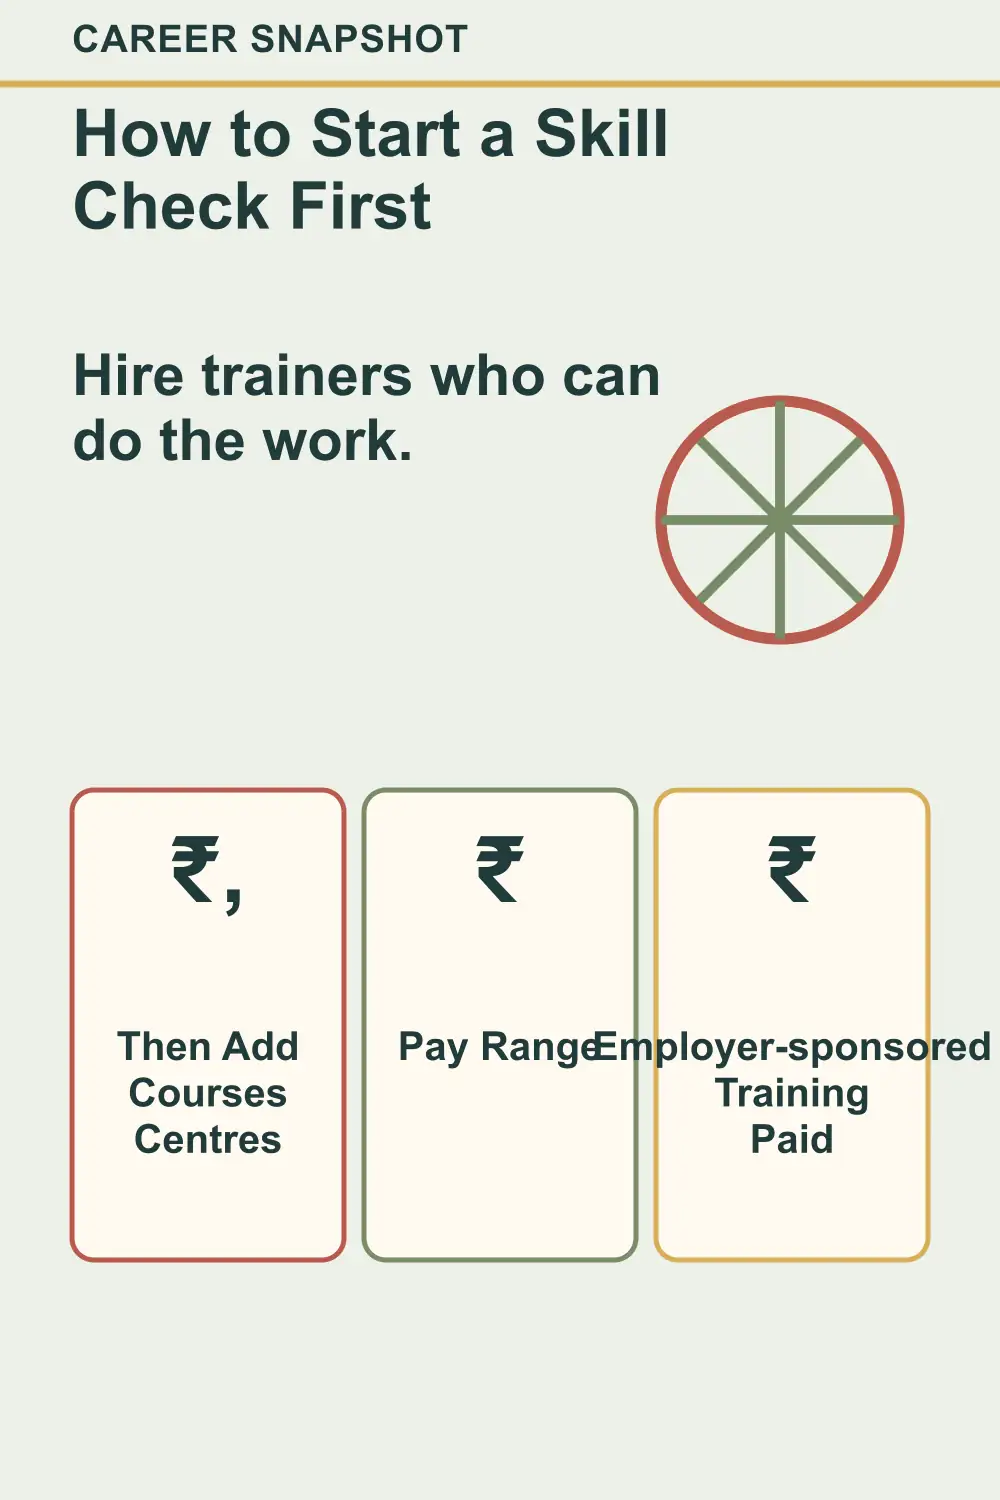 CAREER SNAPSHOT
How to Start a Skill
Check First
Hire trainers who can
do the work.
₹,
Then Add
Courses
Centres
₹
Pay Range
₹
Employer-sponsored
Training
Paid